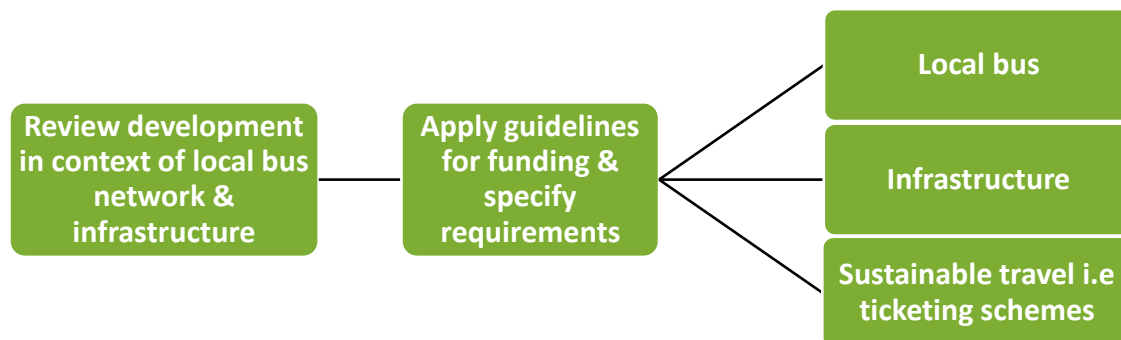 Review development
in context of local bus
network &
infrastructure
Apply guidelines
for funding &
specify
requirements
Local bus
Infrastructure
Sustainable travel i.e
ticketing schemes